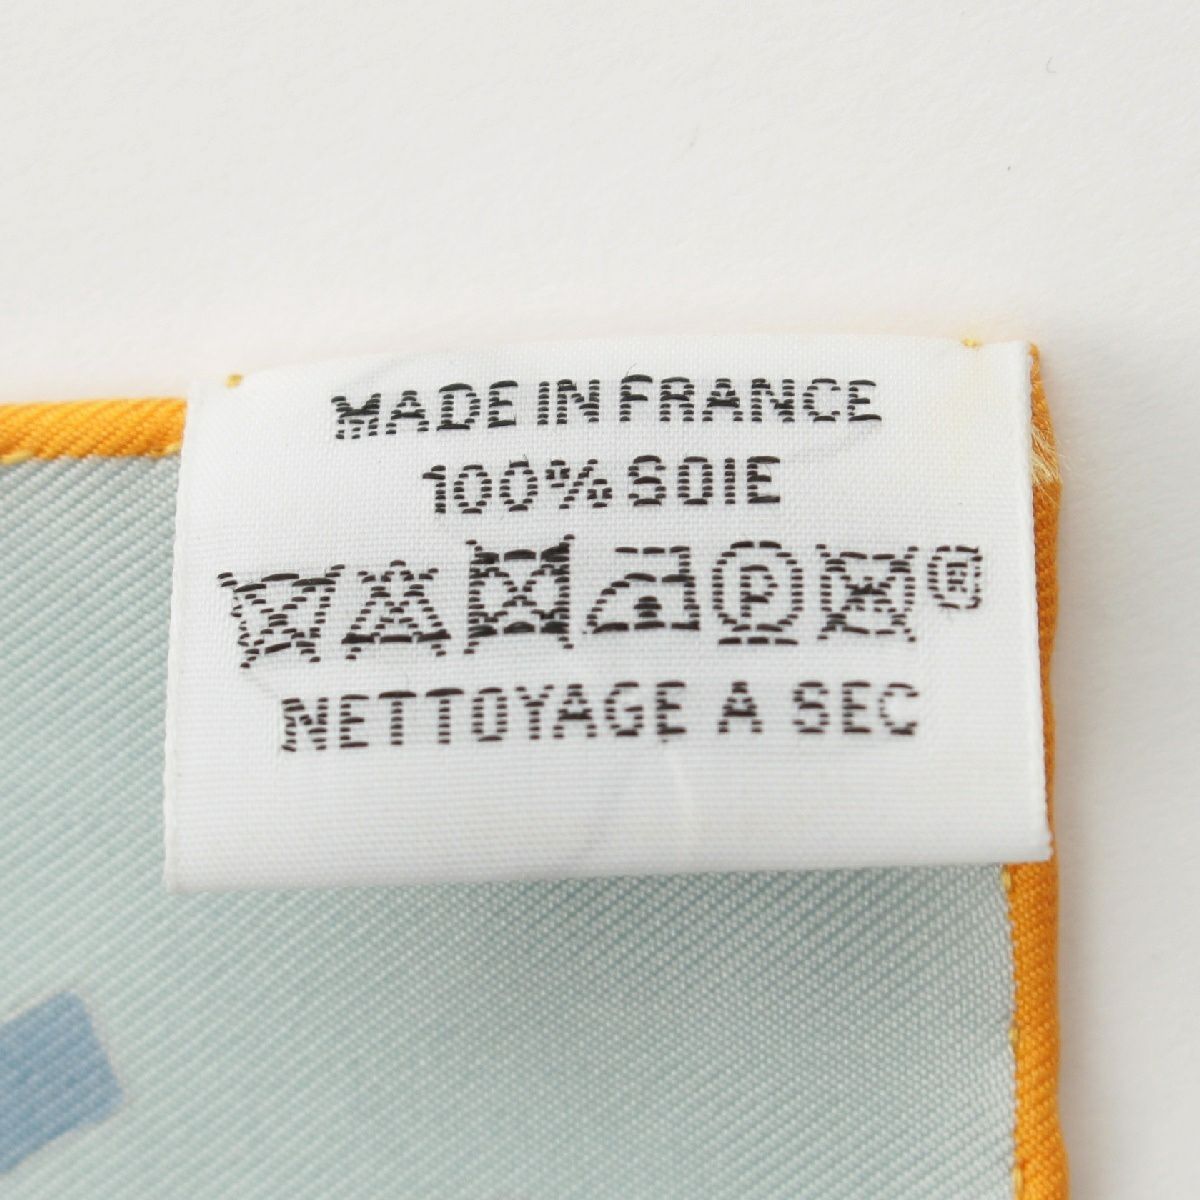 MADE IN FRANCE
100% SOIE
P
NETTOYAGE A SEC